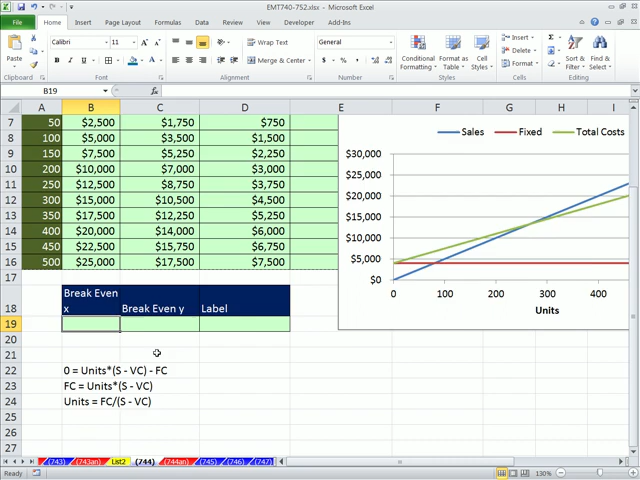 EMT740-752.xlsx - Microsoft Excel
File Home Insert Page Layout Formulas Data Review View Developer Add-Ins
Paste
Calibri 11
Wrap Text
Merge & Center
General
Conditional Formatting
Format as Table
Cell Styles
Insert
Delete
Format
Sort & Filter
Find & Select
Clipboard Font Alignment Number Styles Cells Editing
B19 fx
A B C D E F G H I
7 50 $2,500 $1,750 $750
8 100 $5,000 $3,500 $1,500
9 150 $7,500 $5,250 $2,250
10 200 $10,000 $7,000 $3,000
11 250 $12,500 $8,750 $3,750
12 300 $15,000 $10,500 $4,500
13 350 $17,500 $12,250 $5,250
14 400 $20,000 $14,000 $6,000
15 450 $22,500 $15,750 $6,750
16 500 $25,000 $17,500 $7,500
17
18 Break Even x Break Even y Label
19
20
21
22 0 = Units*(S - VC) - FC
23 FC = Units*(S - VC)
24 Units = FC/(S - VC)
25
26
27
Sales Fixed Total Costs
$30,000
$25,000
$20,000
$15,000
$10,000
$5,000
$0
0 100 200 300 400
Units
(743) (743an) List2 (744) (744an) (745) (746) (747)
Ready 130%